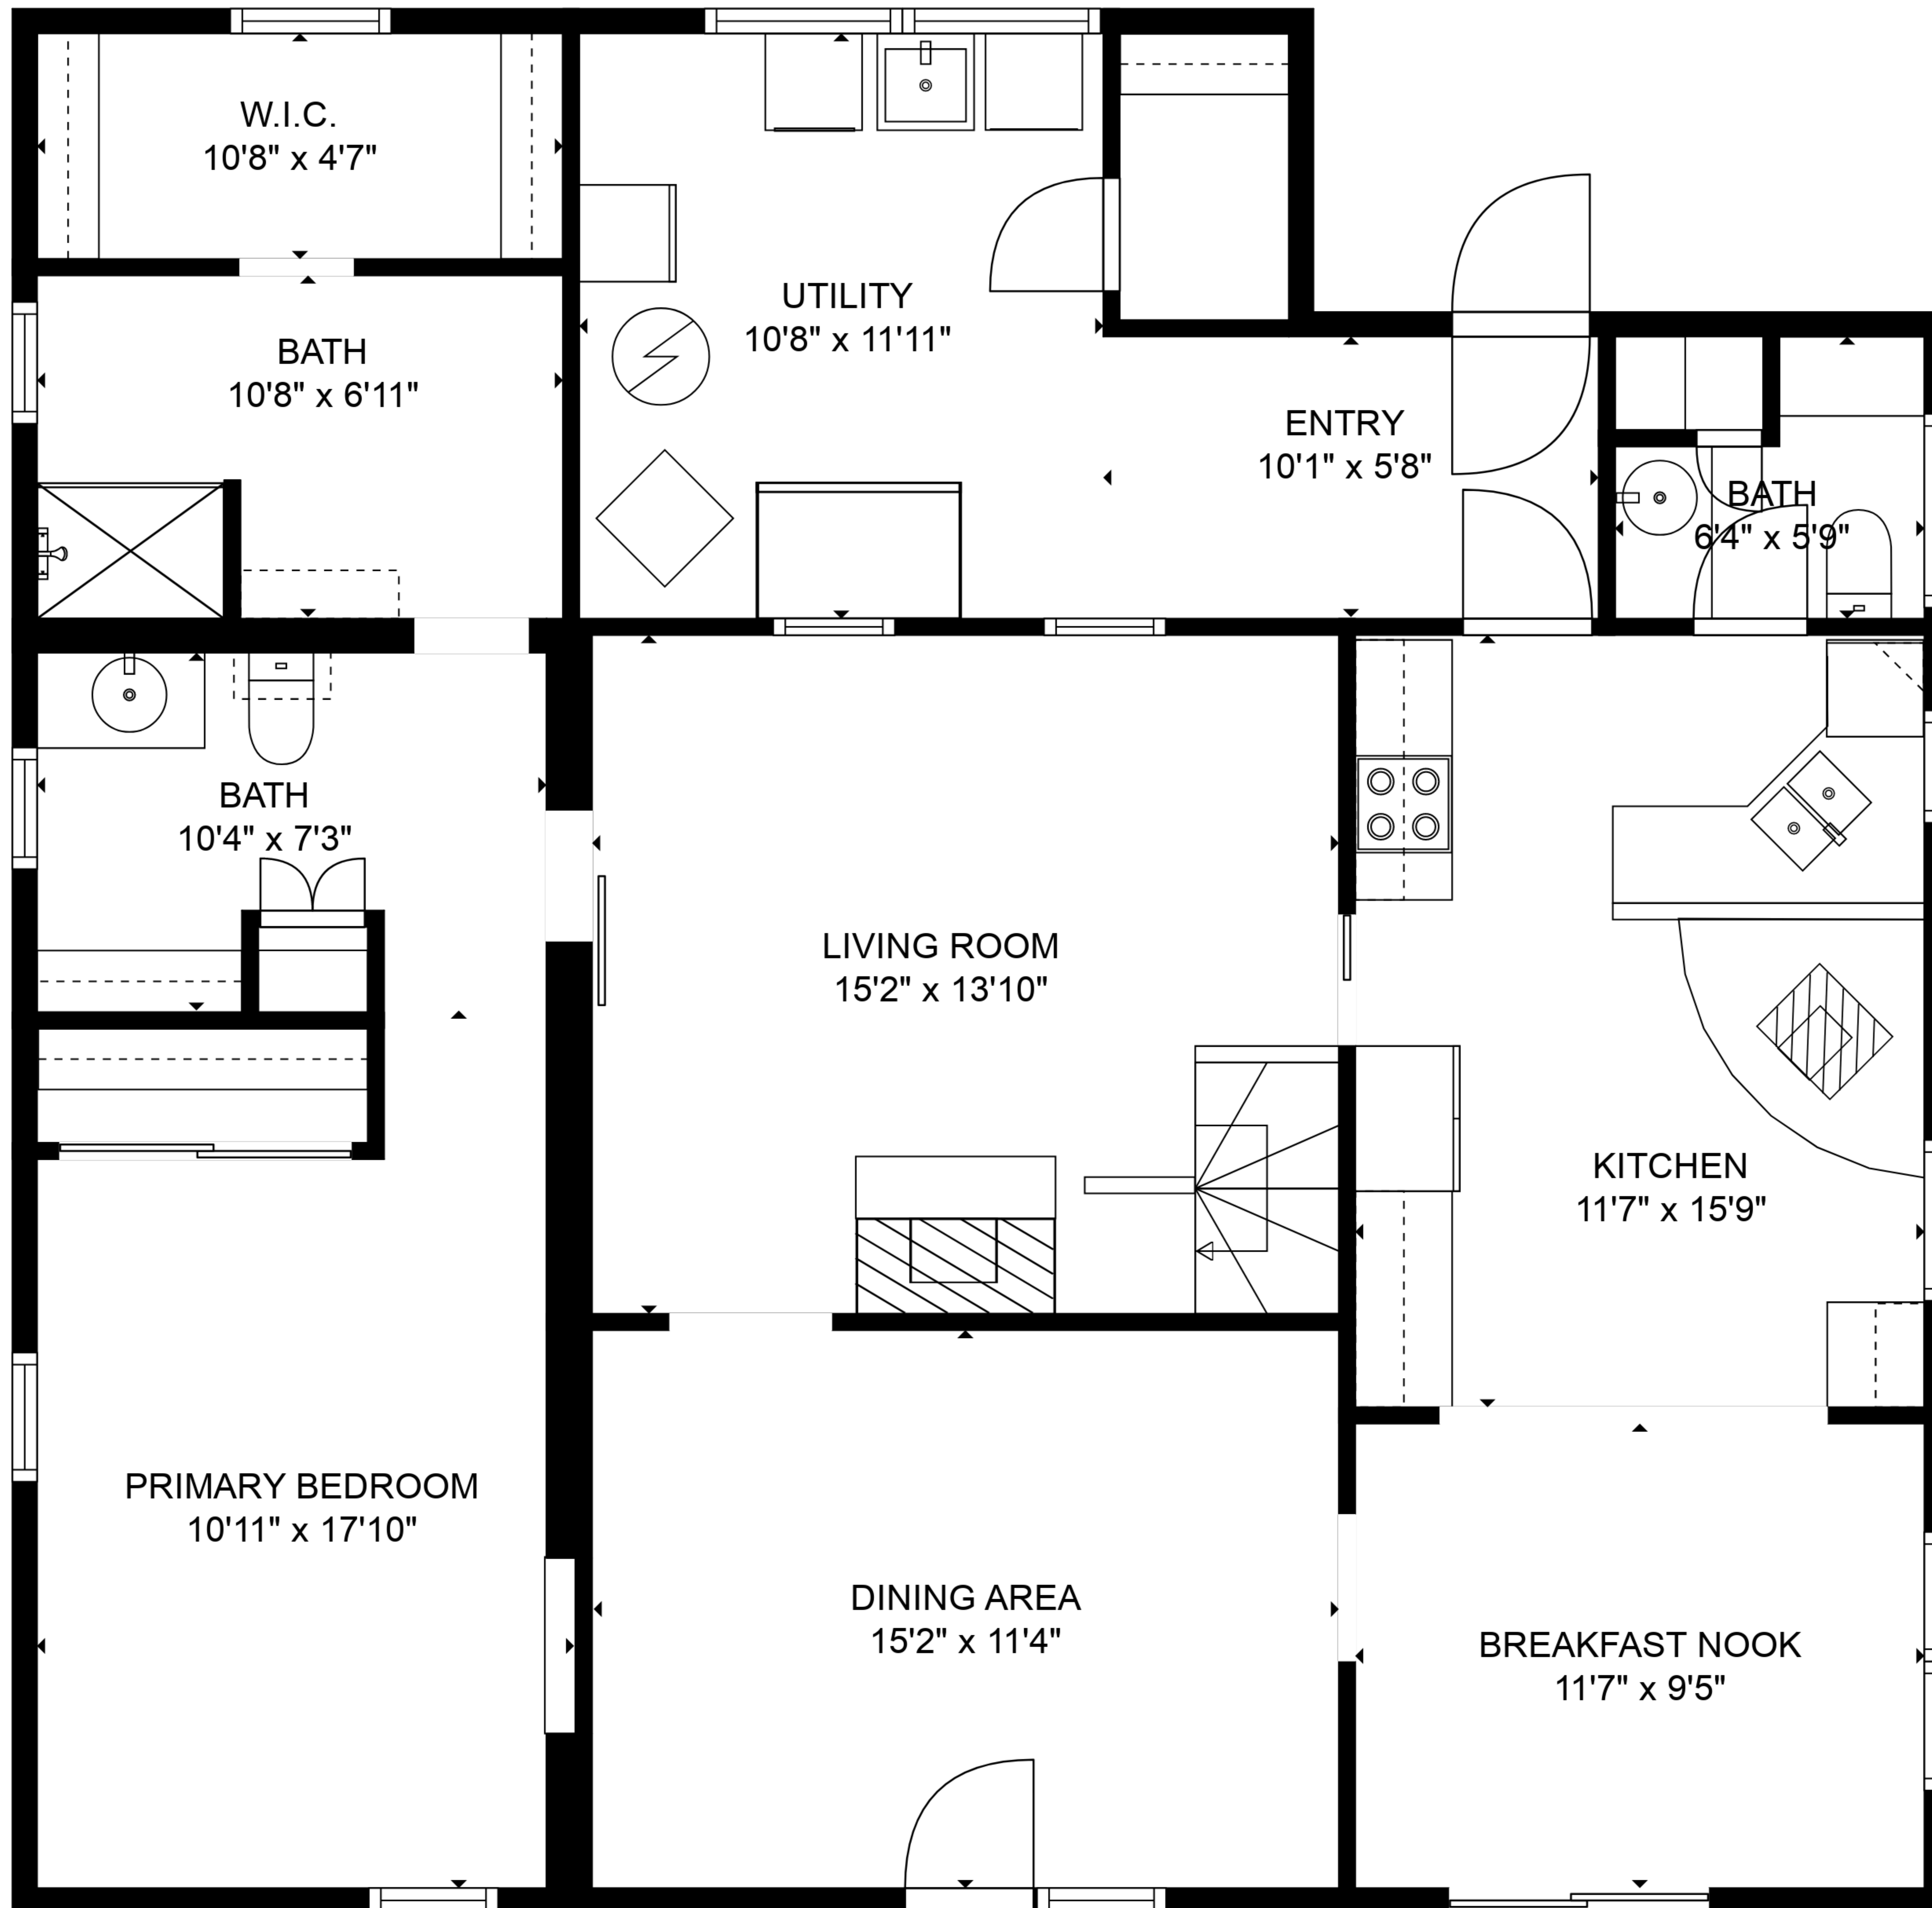 W.I.C.
10'8" x 4'7"
UTILITY
10'8" x 11'11"
BATH
10'8" x 6'11"
ENTRY
10'1" x 5'8"
BATH
6'4" x 5'9"
BATH
10'4" x 7'3"
LIVING ROOM
15'2" x 13'10"
KITCHEN
11'7" x 15'9"
PRIMARY BEDROOM
10'11" x 17'10"
DINING AREA
15'2" x 11'4"
BREAKFAST NOOK
11'7" x 9'5"